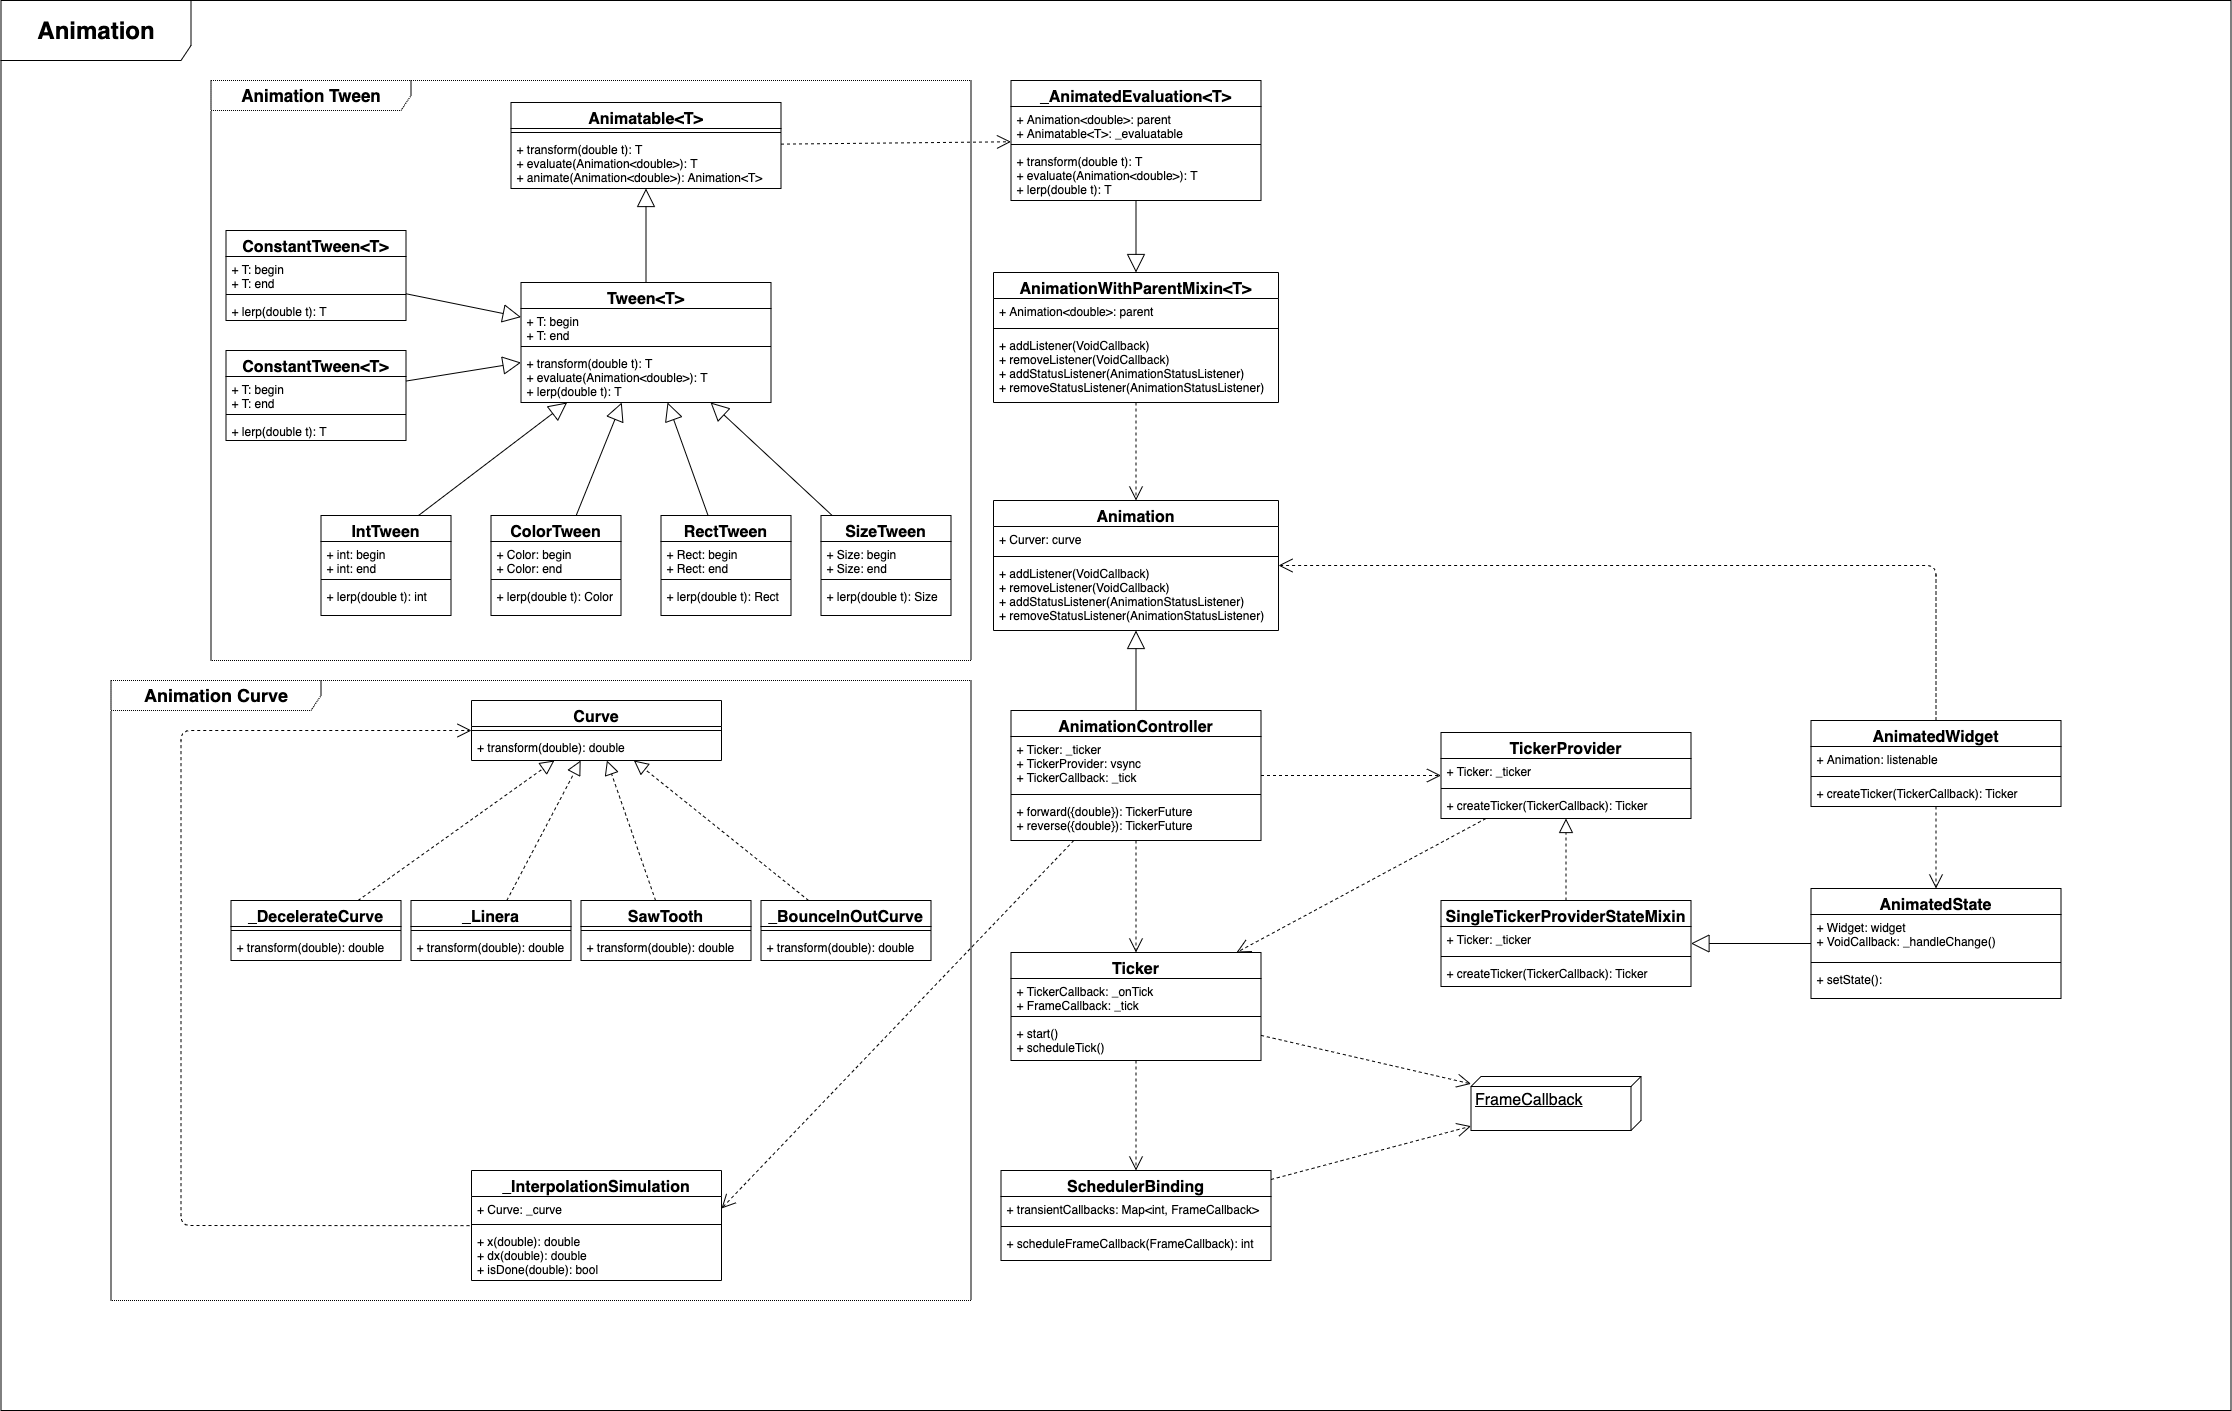 Animation
Animation Tween
Animatable<T>
+ transform(double t): T
+ evaluate(Animation<double>): T
+ animate(Animation<double>): Animation<T>
_AnimatedEvaluation<T>
+ Animation<double>: parent
+ Animatable<T>: _evaluatable
+ transform(double t): T
+ evaluate(Animation<double>): T
+ lerp(double t): T
ConstantTween<T>
+ T: begin
+ T: end
+ lerp(double t): T
ConstantTween<T>
+ T: begin
+ T: end
+ lerp(double t): T
Tween<T>
+ T: begin
+ T: end
+ transform(double t): T
+ evaluate(Animation<double>): T
+ lerp(double t): T
AnimationWithParentMixin<T>
+ Animation<double>: parent
+ addListener(VoidCallback)
+ removeListener(VoidCallback)
+ addStatusListener(AnimationStatusListener)
+ removeStatusListener(AnimationStatusListener)
IntTween
+ int: begin
+ int: end
+ lerp(double t): int
ColorTween
+ Color: begin
+ Color: end
+ lerp(double t): Color
RectTween
+ Rect: begin
+ Rect: end
+ lerp(double t): Rect
SizeTween
+ Size: begin
+ Size: end
+ lerp(double t): Size
Animation
+ Curver: curve
+ addListener(VoidCallback)
+ removeListener(VoidCallback)
+ addStatusListener(AnimationStatusListener)
+ removeStatusListener(AnimationStatusListener)
Animation Curve
Curve
+ transform(double): double
_DecelerateCurve
+ transform(double): double
_Linera
+ transform(double): double
SawTooth
+ transform(double): double
_BounceInOutCurve
+ transform(double): double
_InterpolationSimulation
+ Curve: _curve
+ x(double): double
+ dx(double): double
+ isDone(double): bool
AnimationController
+ Ticker: _ticker
+ TickerProvider: vsync
+ TickerCallback: _tick
+ forward({double}): TickerFuture
+ reverse({double}): TickerFuture
TickerProvider
+ Ticker: _ticker
+ createTicker(TickerCallback): Ticker
AnimatedWidget
+ Animation: listenable
+ createTicker(TickerCallback): Ticker
SingleTickerProviderStateMixin
+ Ticker: _ticker
+ createTicker(TickerCallback): Ticker
AnimatedState
+ Widget: widget
+ VoidCallback: _handleChange()
+ setState():
Ticker
+ TickerCallback: _onTick
+ FrameCallback: _tick
+ start()
+ scheduleTick()
FrameCallback
SchedulerBinding
+ transientCallbacks: Map<int, FrameCallback>
+ scheduleFrameCallback(FrameCallback): int